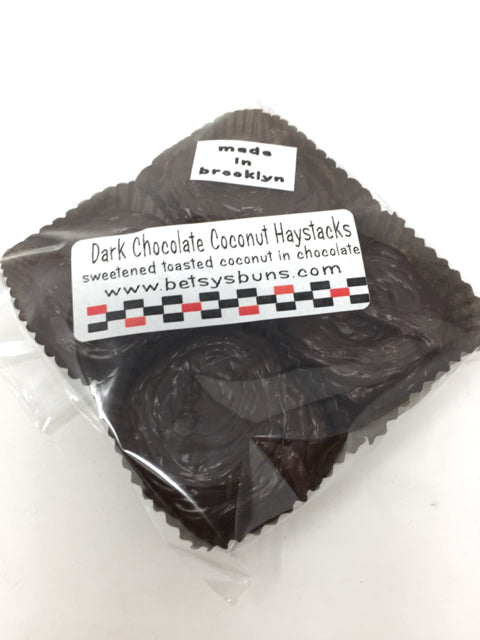 made
in
brooklyn
Dark Chocolate Coconut Haystacks
sweetened toasted coconut in chocolate
www.betsysbuns.com